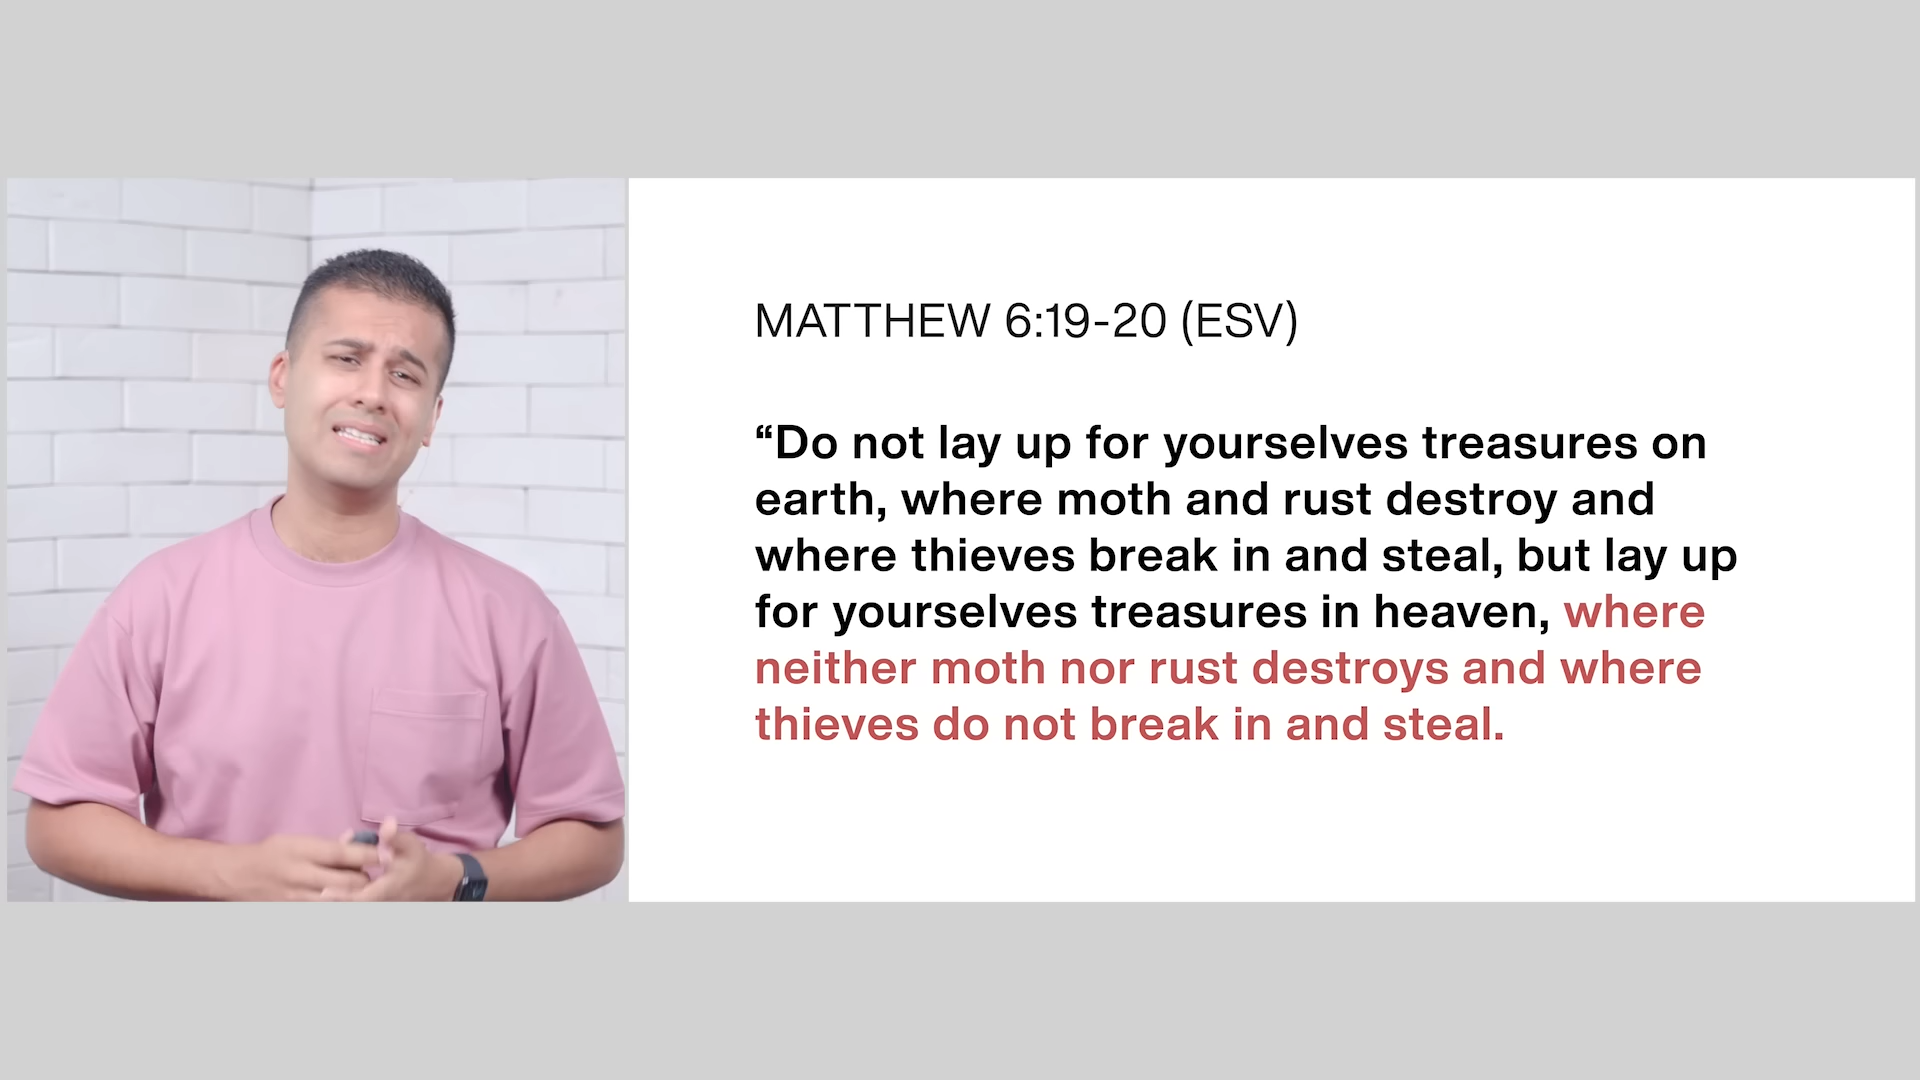 MATTHEW 6:19-20 (ESV)
“Do not lay up for yourselves treasures on
earth, where moth and rust destroy and
where thieves break in and steal, but lay up
for yourselves treasures in heaven, where
neither moth nor rust destroys and where
thieves do not break in and steal.